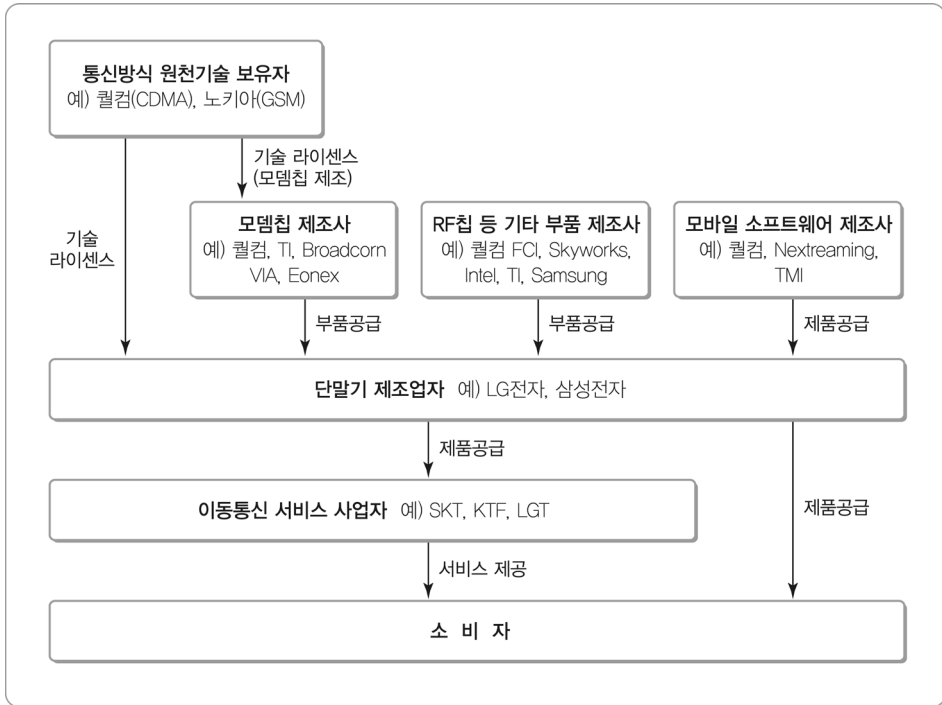 통신방식 원천기술 보유자
예) 퀄컴(CDMA), 노키아(GSM)
기술 라이센스
(모뎀칩 제조)
기술
라이센스
모뎀칩 제조사
예) 퀄컴, TI, Broadcorn
VIA, Eonex
RF칩 등 기타 부품 제조사
예) 퀄컴 FCI, Skyworks,
Intel, TI, Samsung
모바일 소프트웨어 제조사
예) 퀄컴, Nextreaming,
TMI
부품공급
부품공급
제품공급
단말기 제조업자 예) LG전자, 삼성전자
제품공급
이동통신 서비스 사업자 예) SKT, KTF, LGT
제품공급
서비스 제공
소 비 자